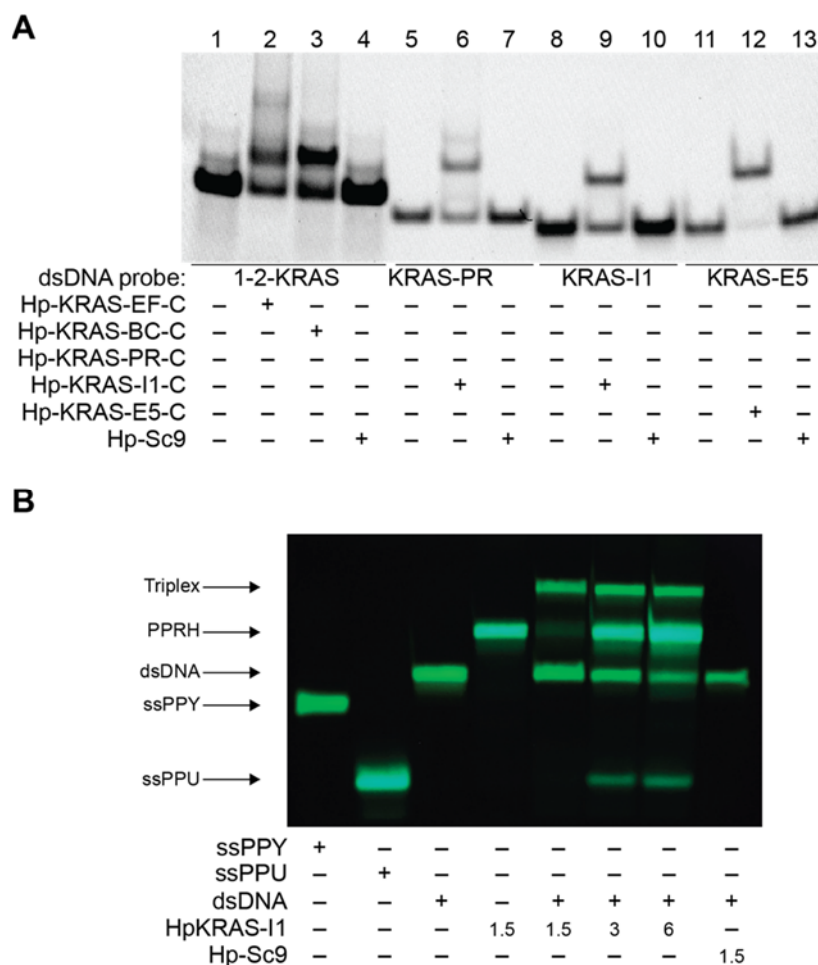 A
1 2 3 4 5 6 7 8 9 10 11 12 13
dsDNA probe: 1-2-KRAS KRAS-PR KRAS-I1 KRAS-E5
Hp-KRAS-EF-C – + – – – – – – – – – – –
Hp-KRAS-BC-C – – + – – – – – – – – – –
Hp-KRAS-PR-C – – – – – – – – – – – – –
Hp-KRAS-I1-C – – – – – + – – + – – – –
Hp-KRAS-E5-C – – – – – – – – – – – + –
Hp-Sc9 – – – + – – + – – + – – +
B
Triplex
PPRH
dsDNA
ssPPY
ssPPU
ssPPY + – – – – – – –
ssPPU – + – – – – – –
dsDNA – – + – + + + +
HpKRAS-I1 – – – 1.5 1.5 3 6 –
Hp-Sc9 – – – – – – – 1.5